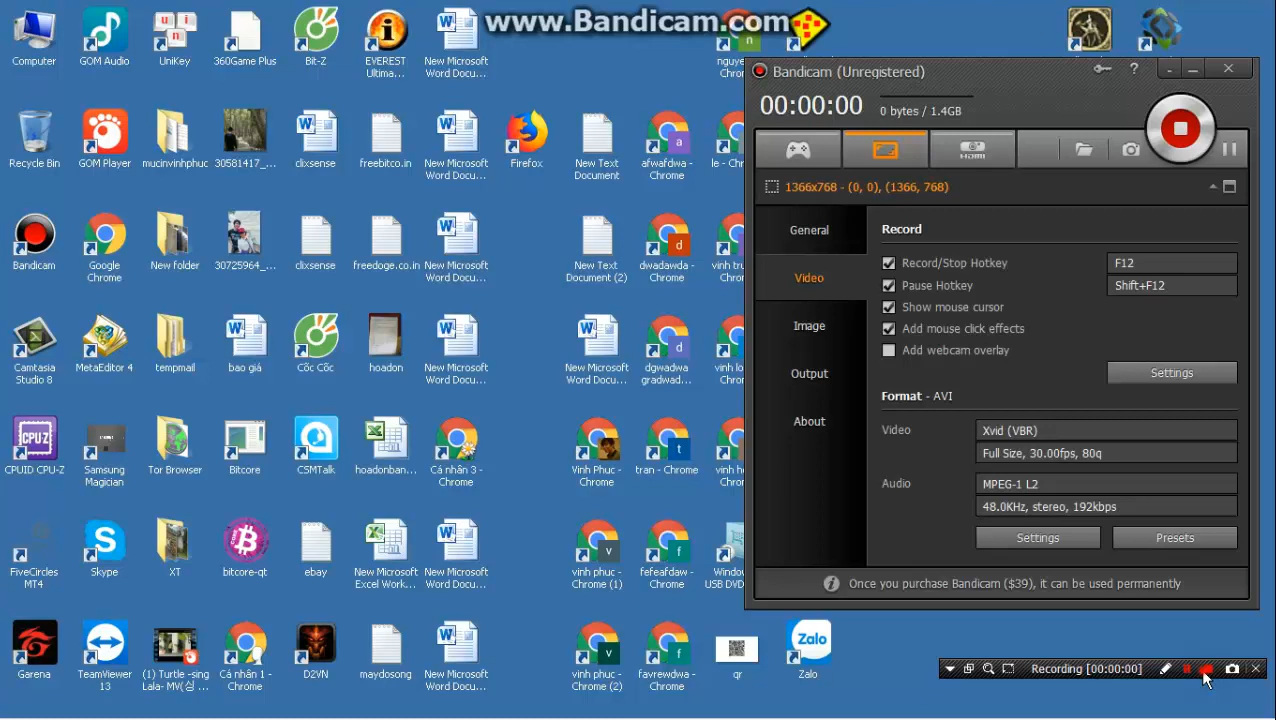 www.Bandicam.com
Computer
GOM Audio
UniKey
360Game Plus
Bit-Z
EVEREST
Ultima...
New Microsoft
Word Docu...
Recycle Bin
GOM Player
mucinvinhphuc
30581417_...
clixsense
freebitco.in
New Microsoft
Word Docu...
Firefox
New Text
Document
afwafdwa -
Chrome
Bandicam
Google
Chrome
New folder
30725964_...
clixsense
freedoge.co.in
New Microsoft
Word Docu...
New Text
Document (2)
dwadawda -
Chrome
Camtasia
Studio 8
MetaEditor 4
tempmail
bao giá
Cốc Cốc
hoadon
New Microsoft
Word Docu...
New Microsoft
Word Docu...
dgwadwa
gradwad...
CPUID CPU-Z
Samsung
Magician
Tor Browser
Bitcore
CSMTalk
hoadonban...
Cá nhân 3 -
Chrome
Vinh Phuc -
Chrome
tran - Chrome
FiveCircles
MT4
Skype
XT
bitcore-qt
ebay
New Microsoft
Excel Work...
New Microsoft
Word Docu...
vinh phuc -
Chrome (1)
fefeafdaw -
Chrome
Garena
TeamViewer
13
(1) Turtle -sing
Lala- MV(싱 ...
Cá nhân 1 -
Chrome
D2VN
maydosong
New Microsoft
Word Docu...
vinh phuc -
Chrome (2)
favrewdwa -
Chrome
qr
Zalo
Bandicam (Unregistered)
00:00:00
0 bytes / 1.4GB
HDMI
1366x768 - (0, 0), (1366, 768)
General
Video
Image
Output
About
Record
Record/Stop Hotkey
F12
Pause Hotkey
Shift+F12
Show mouse cursor
Add mouse click effects
Add webcam overlay
Settings
Format - AVI
Video
Xvid (VBR)
Full Size, 30.00fps, 80q
Audio
MPEG-1 L2
48.0KHz, stereo, 192kbps
Settings
Presets
Once you purchase Bandicam ($39), it can be used permanently
Recording [00:00:00]